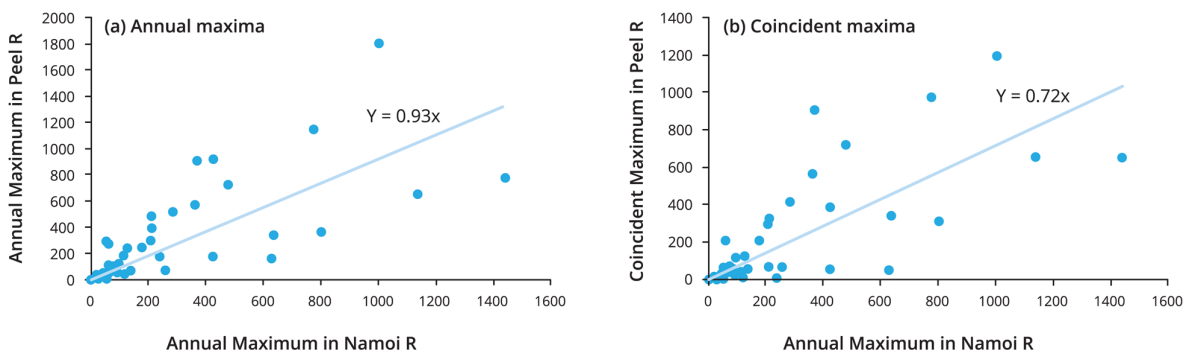 (a) Annual maxima
Annual Maximum in Peel R
2000
1800
1600
1400
1200
1000
800
600
400
200
0
Y = 0.93x
0 200 400 600 800 1000 1200 1400 1600
Annual Maximum in Namoi R
(b) Coincident maxima
Coincident Maximum in Peel R
1400
1200
1000
800
600
400
200
0
Y = 0.72x
0 200 400 600 800 1000 1200 1400 1600
Annual Maximum in Namoi R